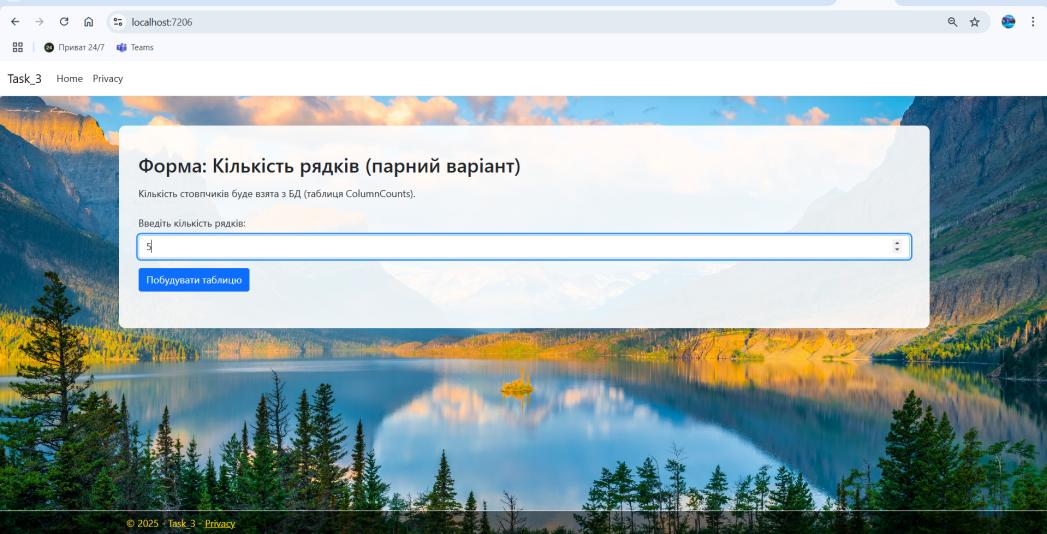 localhost:7206
24 Приват 24/7 Teams
Task_3 Home Privacy
Форма: Кількість рядків (парний варіант)
Кількість стовпчиків буде взята з БД (таблиця ColumnCounts).
Введіть кількість рядків:
5
Побудувати таблицю
© 2025 - Task_3 - Privacy